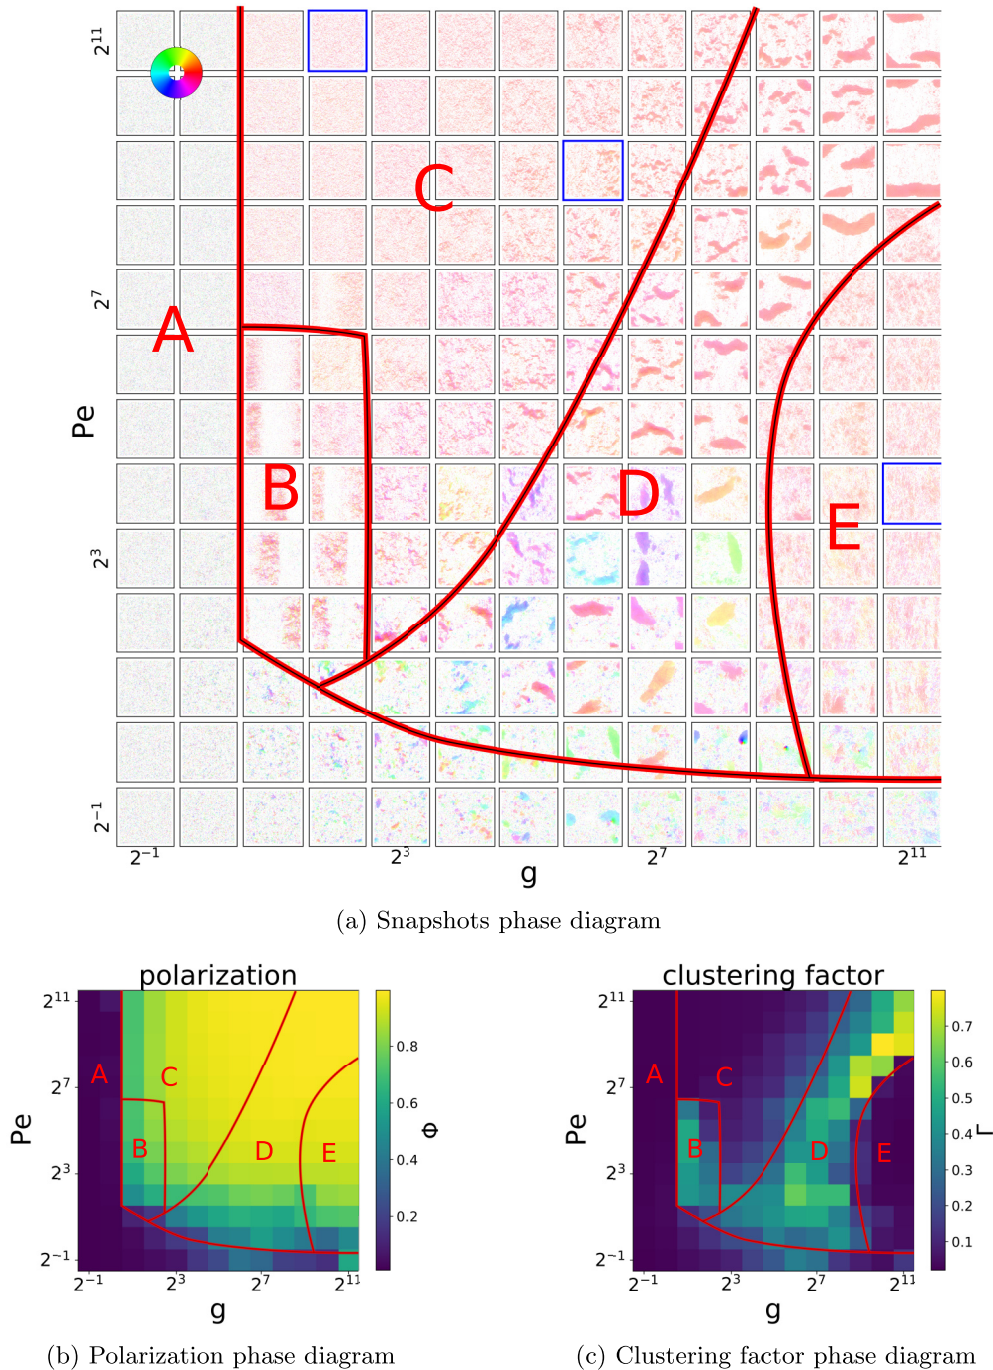 2^11
C
2^7
A
Pe
B
D
E
2^3
2^-1
2^-1 2^3 2^7 2^11
g
(a) Snapshots phase diagram
polarization
2^11
A
C
2^7
Pe
B
D
E
2^3
2^-1
2^-1 2^3 2^7 2^11
g
0.8
0.6
0.4
0.2
Φ
(b) Polarization phase diagram
clustering factor
2^11
A
C
2^7
Pe
B
D
E
2^3
2^-1
2^-1 2^3 2^7 2^11
g
0.7
0.6
0.5
0.4
0.3
0.2
0.1
Γ
(c) Clustering factor phase diagram